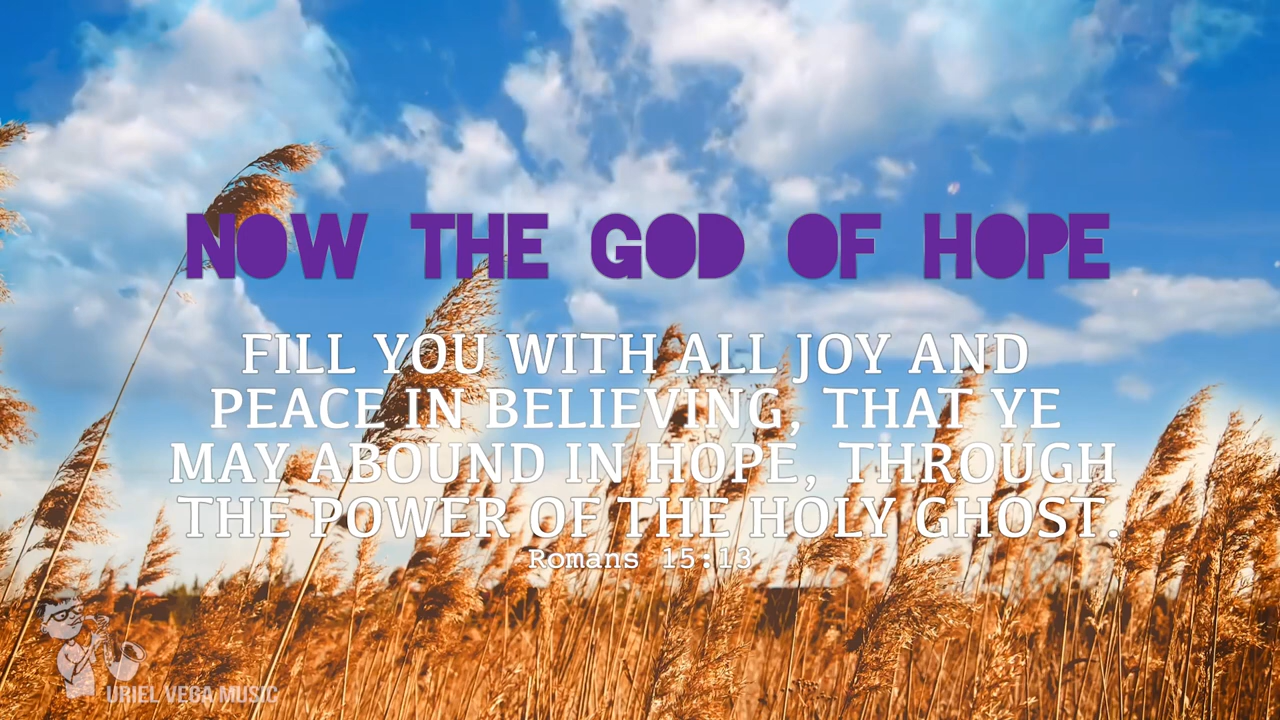 NOW THE GOD OF HOPE
FILL YOU WITH ALL JOY AND
PEACE IN BELIEVING, THAT YE
MAY ABOUND IN HOPE, THROUGH
THE POWER OF THE HOLY GHOST.
Romans 15:13
URIEL VEGA MUSIC